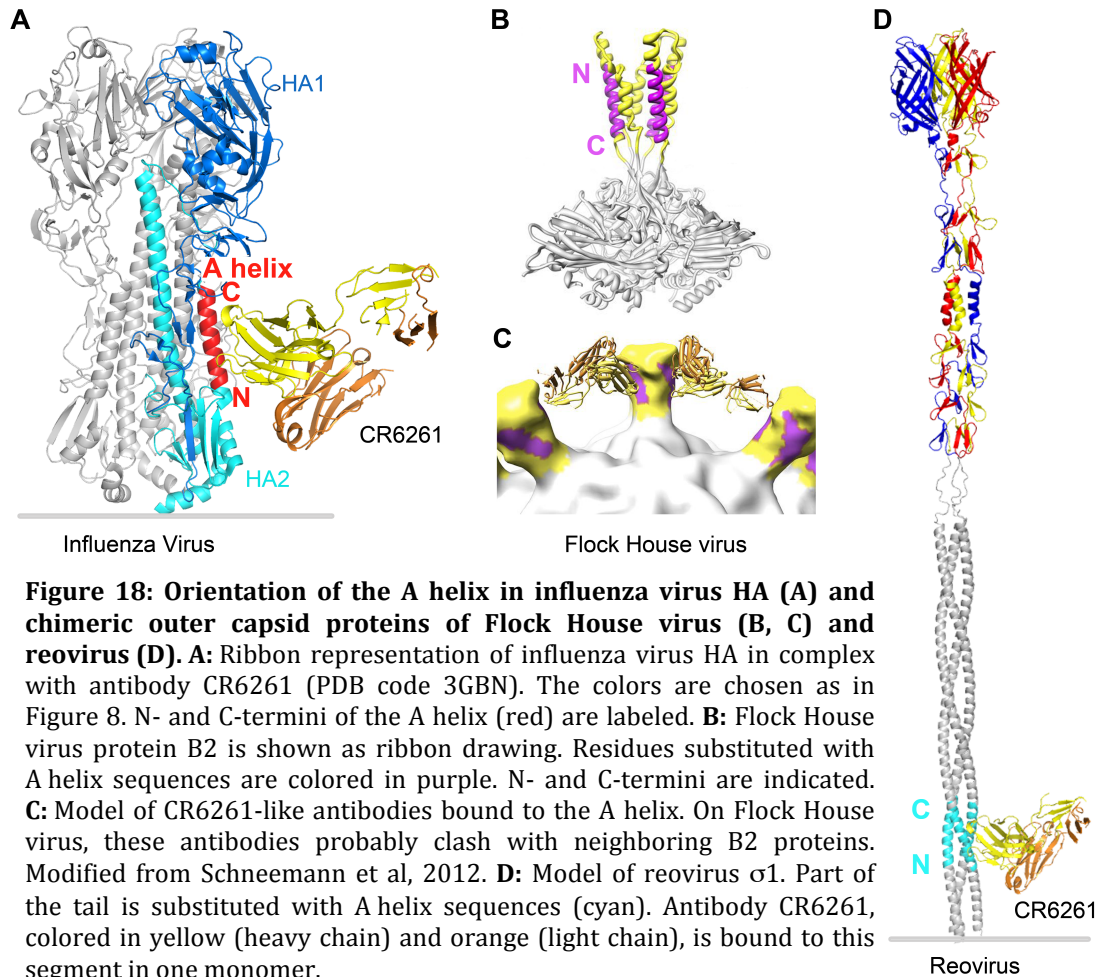 A
HA1
A helix
C
N
CR6261
HA2
Influenza Virus
B
N
C
C
Flock House virus
D
C
N
CR6261
Reovirus
Figure 18: Orientation of the A helix in influenza virus HA (A) and
chimeric outer capsid proteins of Flock House virus (B, C) and
reovirus (D). A: Ribbon representation of influenza virus HA in complex
with antibody CR6261 (PDB code 3GBN). The colors are chosen as in
Figure 8. N- and C-termini of the A helix (red) are labeled. B: Flock House
virus protein B2 is shown as ribbon drawing. Residues substituted with
A helix sequences are colored in purple. N- and C-termini are indicated.
C: Model of CR6261-like antibodies bound to the A helix. On Flock House
virus, these antibodies probably clash with neighboring B2 proteins.
Modified from Schneemann et al, 2012. D: Model of reovirus σ1. Part of
the tail is substituted with A helix sequences (cyan). Antibody CR6261,
colored in yellow (heavy chain) and orange (light chain), is bound to this
segment in one monomer.